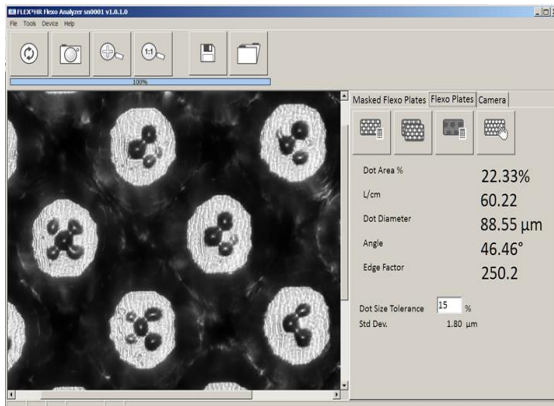 FLEX³HR Flexo Analyzer sn0001 v1.0.1.0
File Tools Device Help
1:1
100%
Masked Flexo Plates Flexo Plates Camera
Dot Area % 22.33%
L/cm 60.22
Dot Diameter 88.55 µm
Angle 46.46°
Edge Factor 250.2
Dot Size Tolerance 15 %
Std Dev. 1.80 µm